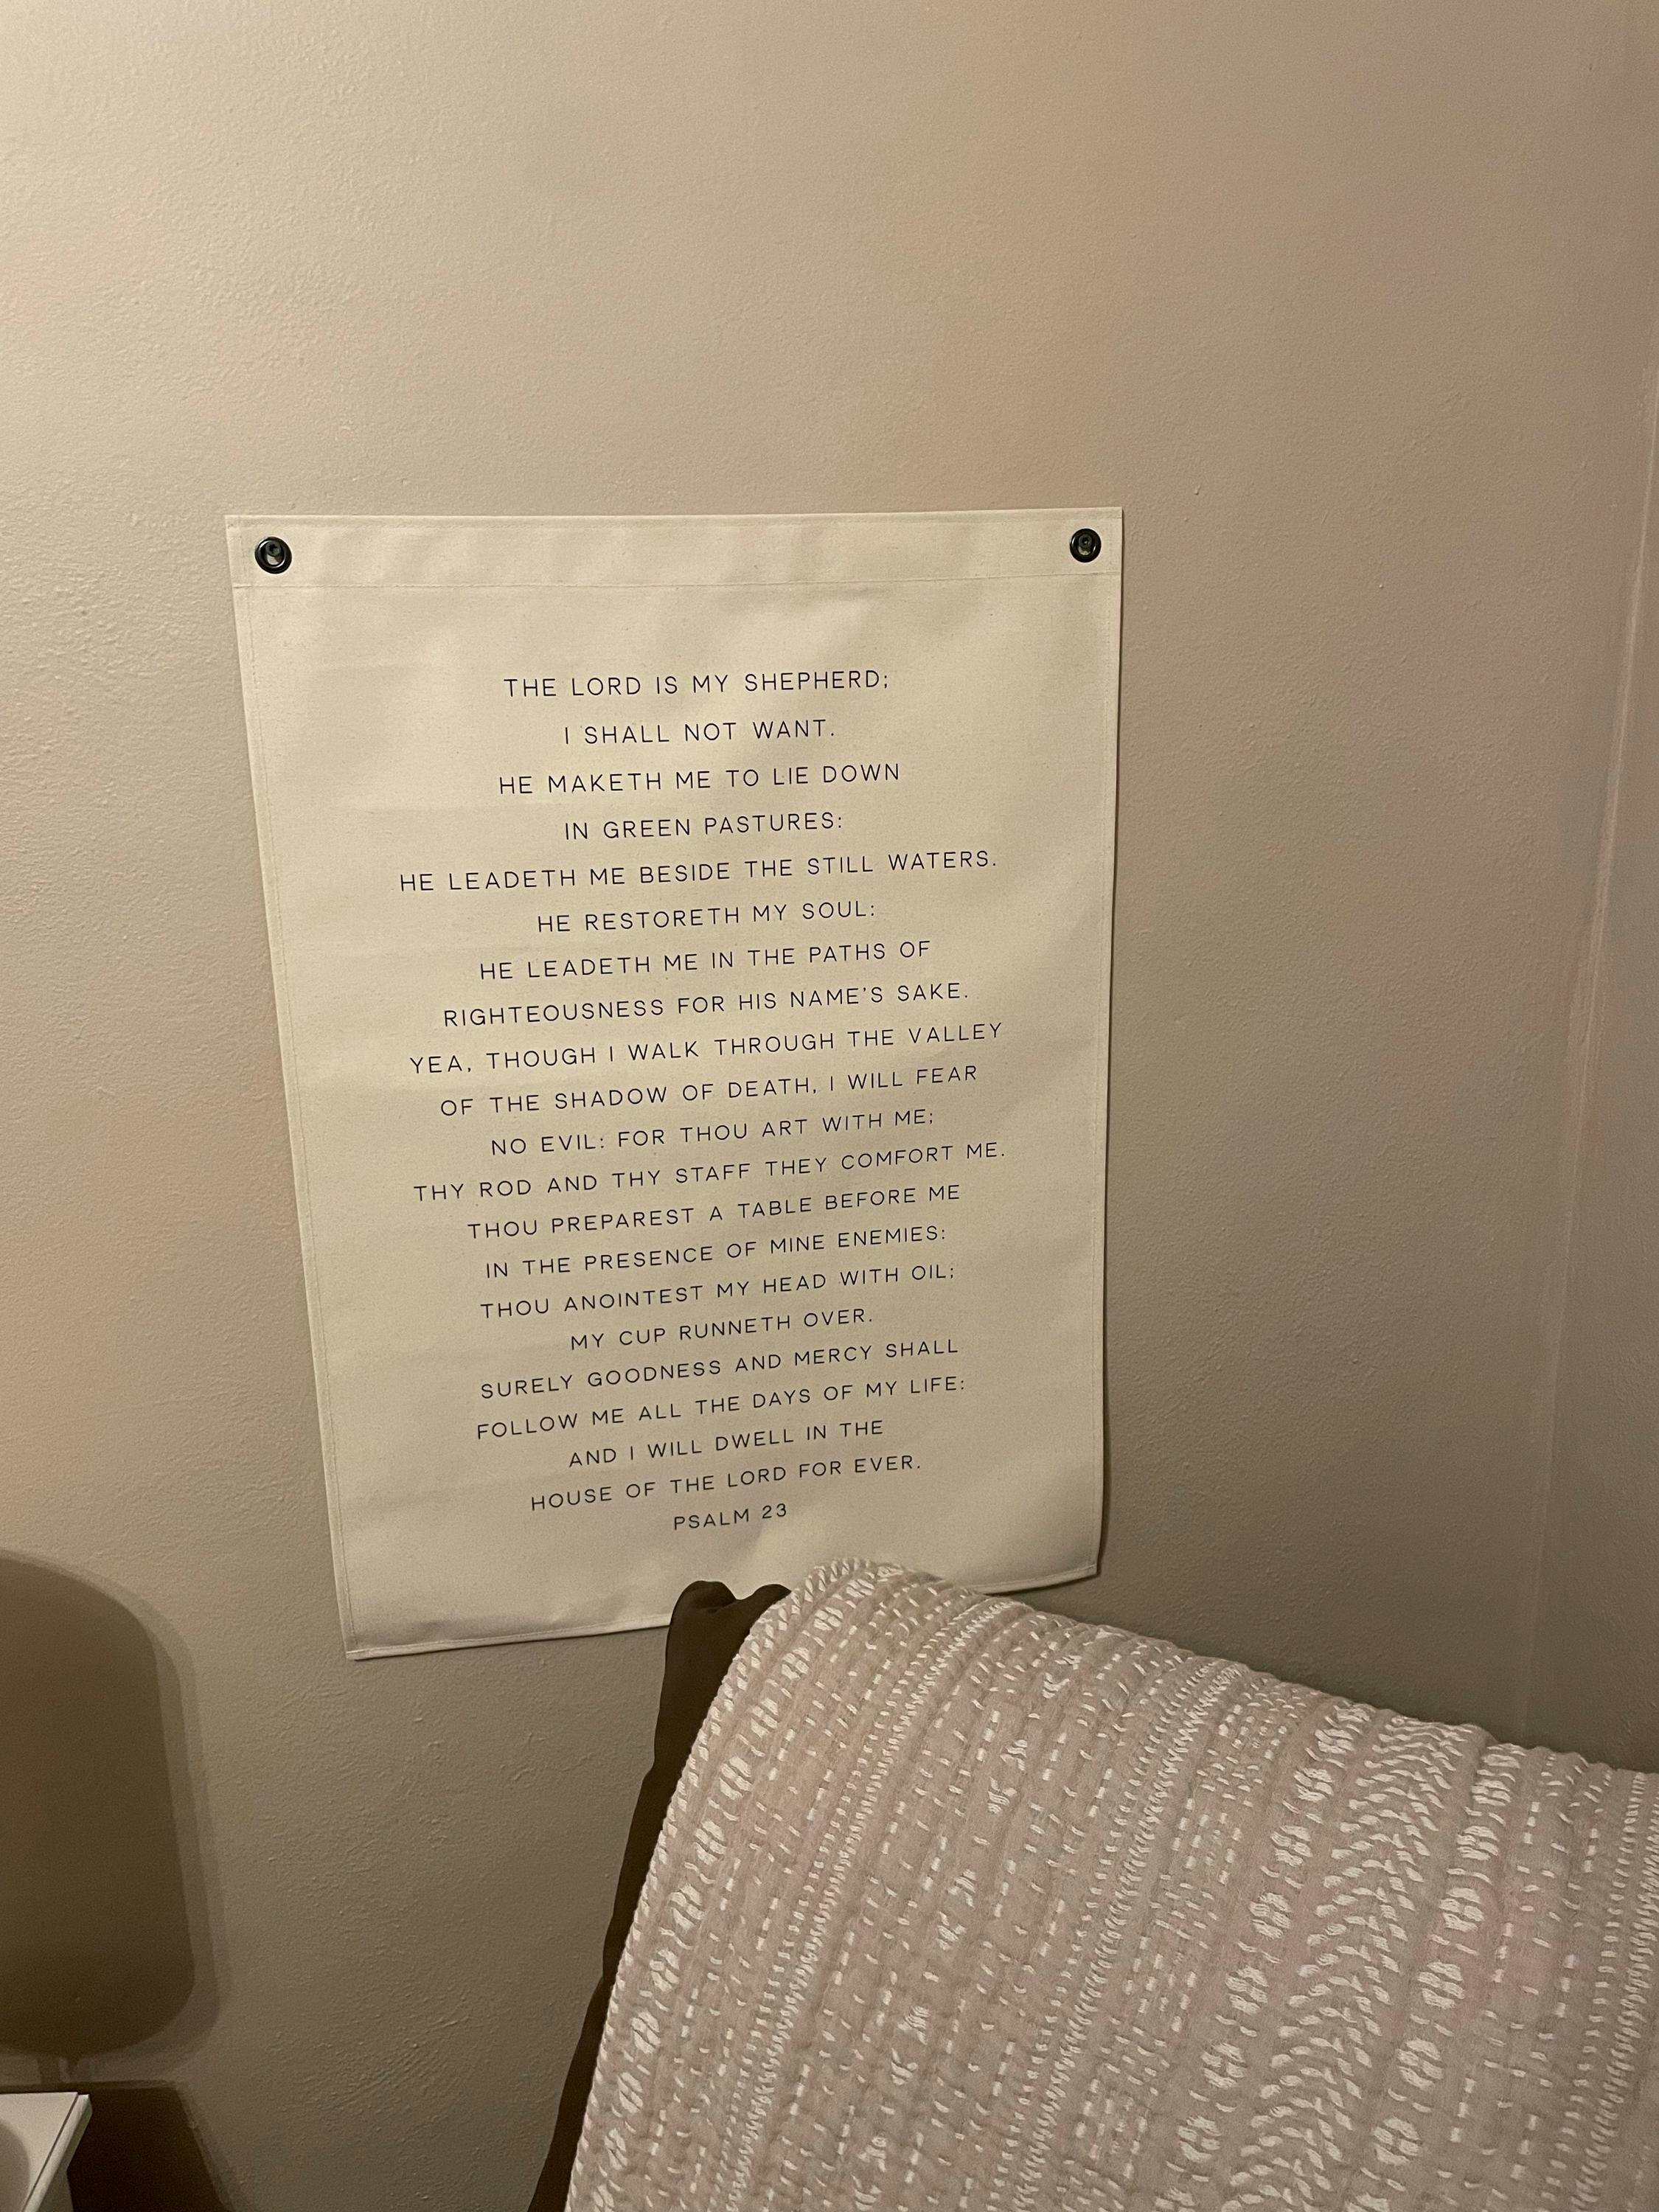 THE LORD IS MY SHEPHERD;
I SHALL NOT WANT.
HE MAKETH ME TO LIE DOWN
IN GREEN PASTURES:
HE LEADETH ME BESIDE THE STILL WATERS.
HE RESTORETH MY SOUL:
HE LEADETH ME IN THE PATHS OF
RIGHTEOUSNESS FOR HIS NAME'S SAKE.
YEA, THOUGH I WALK THROUGH THE VALLEY
OF THE SHADOW OF DEATH, I WILL FEAR
NO EVIL: FOR THOU ART WITH ME;
THY ROD AND THY STAFF THEY COMFORT ME.
THOU PREPAREST A TABLE BEFORE ME
IN THE PRESENCE OF MINE ENEMIES:
THOU ANOINTEST MY HEAD WITH OIL;
MY CUP RUNNETH OVER.
SURELY GOODNESS AND MERCY SHALL
FOLLOW ME ALL THE DAYS OF MY LIFE:
AND I WILL DWELL IN THE
HOUSE OF THE LORD FOR EVER.
PSALM 23